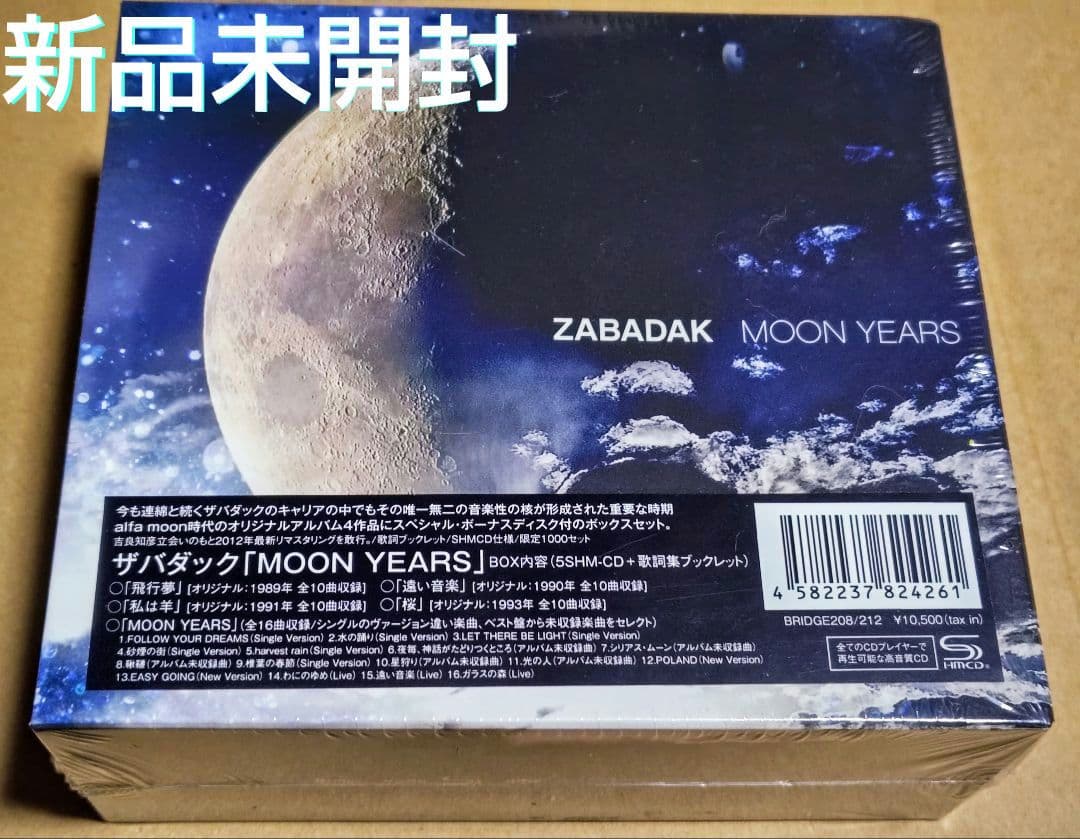 新品未開封
ZABADAK MOON YEARS
今も連綿と続くザバダックのキャリアの中でもその唯一無二の音楽性の核が形成された重要な時期
alfa moon時代のオリジナルアルバム4作品にスペシャル・ボーナスディスク付のボックスセット。
吉良知彦立会いのもと2012年最新リマスタリングを敢行。/歌詞ブックレット/SHMCD仕様/限定1000セット
ザバダック「MOON YEARS」BOX内容(5SHM-CD+歌詞集ブックレット)
○「飛行夢」[オリジナル:1989年 全10曲収録] ○「遠い音楽」[オリジナル:1990年 全10曲収録]
○「私は羊」[オリジナル:1991年 全10曲収録] ○「桜」[オリジナル:1993年 全10曲収録]
○「MOON YEARS」(全16曲収録/シングルのヴァージョン違い楽曲、ベスト盤から未収録楽曲をセレクト)
1.FOLLOW YOUR DREAMS(Single Version) 2.水の踊り(Single Version) 3.LET THERE BE LIGHT(Single Version)
4.砂煙の街(Single Version) 5.harvest rain(Single Version) 6.夜毎、神話がたどりつくところ(アルバム未収録曲) 7.シリアス・ムーン(アルバム未収録曲)
8.鞦韆(アルバム未収録曲) 9.椎葉の春節(Single Version) 10.星狩り(アルバム未収録曲) 11.光の人(アルバム未収録曲) 12.POLAND(New Version)
13.EASY GOING(New Version) 14.わにのゆめ(Live) 15.遠い音楽(Live) 16.ガラスの森(Live)
4 582237 824261
BRIDGE208/212 ¥10,500(tax in)
全てのCDプレイヤーで
再生可能な高音質CD
HMCD